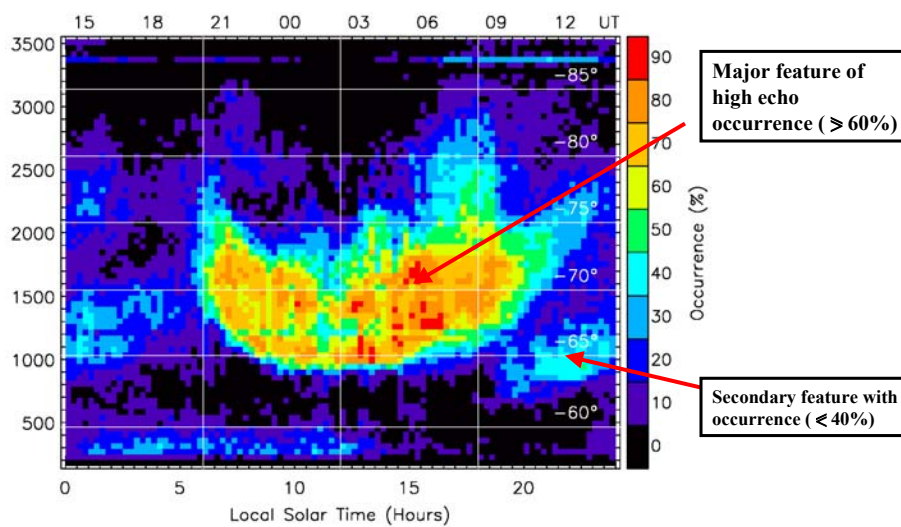 15 18 21 00 03 06 09 12 UT
3500
3000
2500
2000
1500
1000
500
−85°
−80°
−75°
−70°
−65°
−60°
0 5 10 15 20
Local Solar Time (Hours)
90
80
70
60
50
40
30
20
10
0
Occurrence (%)
Major feature of
high echo
occurrence (⩾60%)
Secondary feature with
occurrence (⩽40%)